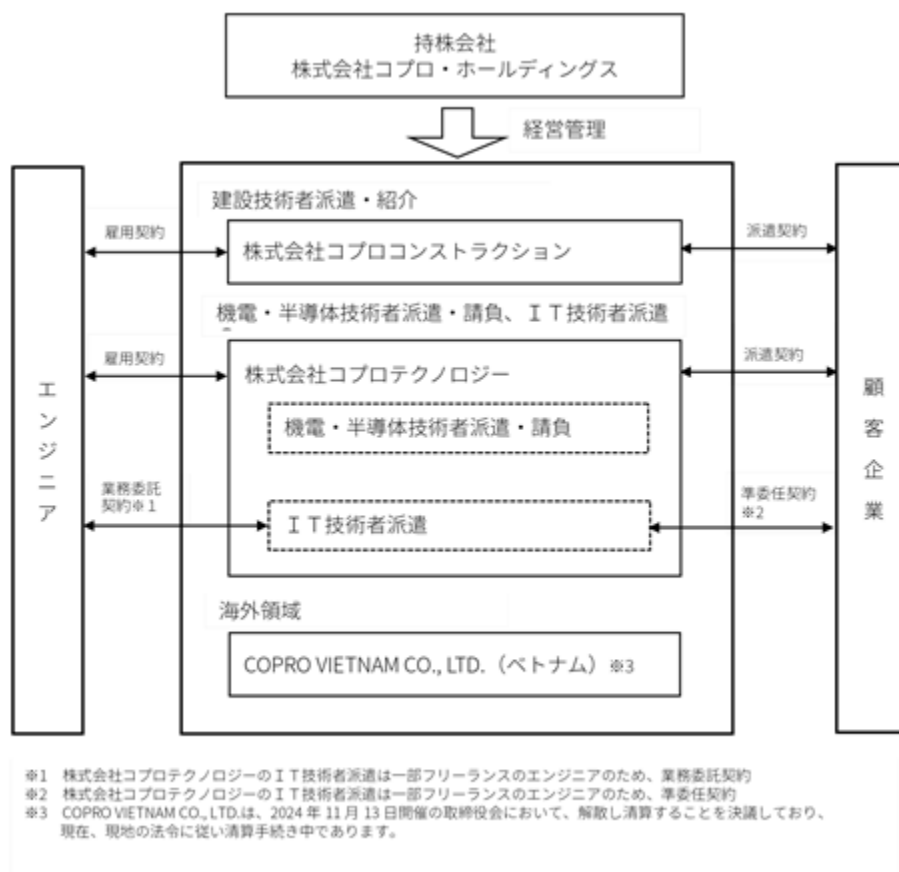 持株会社
株式会社コプロ・ホールディングス
経営管理
建設技術者派遣・紹介
雇用契約
派遣契約
株式会社コプロコンストラクション
機電・半導体技術者派遣・請負、ＩＴ技術者派遣
雇用契約
派遣契約
株式会社コプロテクノロジー
エンジニア
顧客企業
機電・半導体技術者派遣・請負
業務委託
契約※1
準委任契約
※2
ＩＴ技術者派遣
海外領域
COPRO VIETNAM CO., LTD.（ベトナム）※3
※1 株式会社コプロテクノロジーのＩＴ技術者派遣は一部フリーランスのエンジニアのため、業務委託契約
※2 株式会社コプロテクノロジーのＩＴ技術者派遣は一部フリーランスのエンジニアのため、準委任契約
※3 COPRO VIETNAM CO., LTD.は、2024 年 11 月 13 日開催の取締役会において、解散し清算することを決議しており、
現在、現地の法令に従い清算手続き中であります。